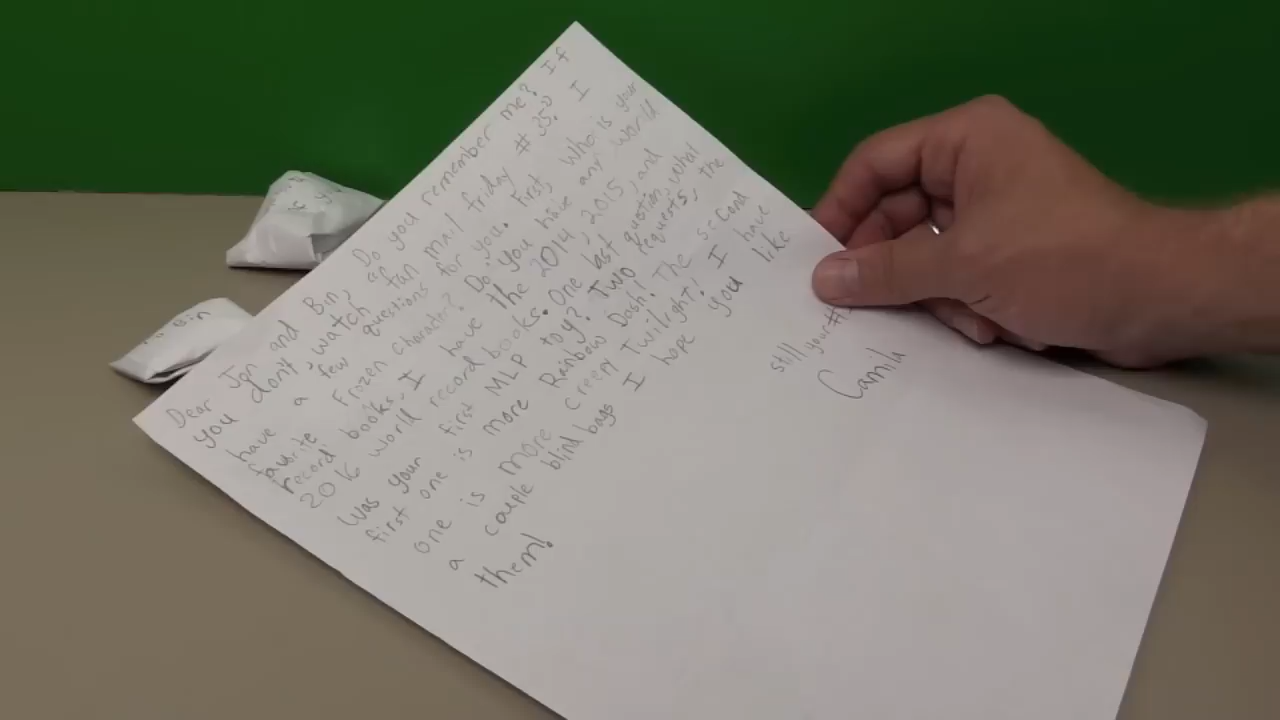 Dear Jon and Bin, Do you remember me? If
you don't, watch "fan mail friday #35." I
have a few questions for you. First, who is your
favorite Frozen character? Do you have any world
record books. I have the 2014, 2015, and
2016 world record books. One last question, what
was your first MLP toy? Two requests, the
first one is more Rainbow Dash! The second
one is more creepy Twilight! I have
a couple blind bags I hope you like
them!
still your #
Camila
Bin